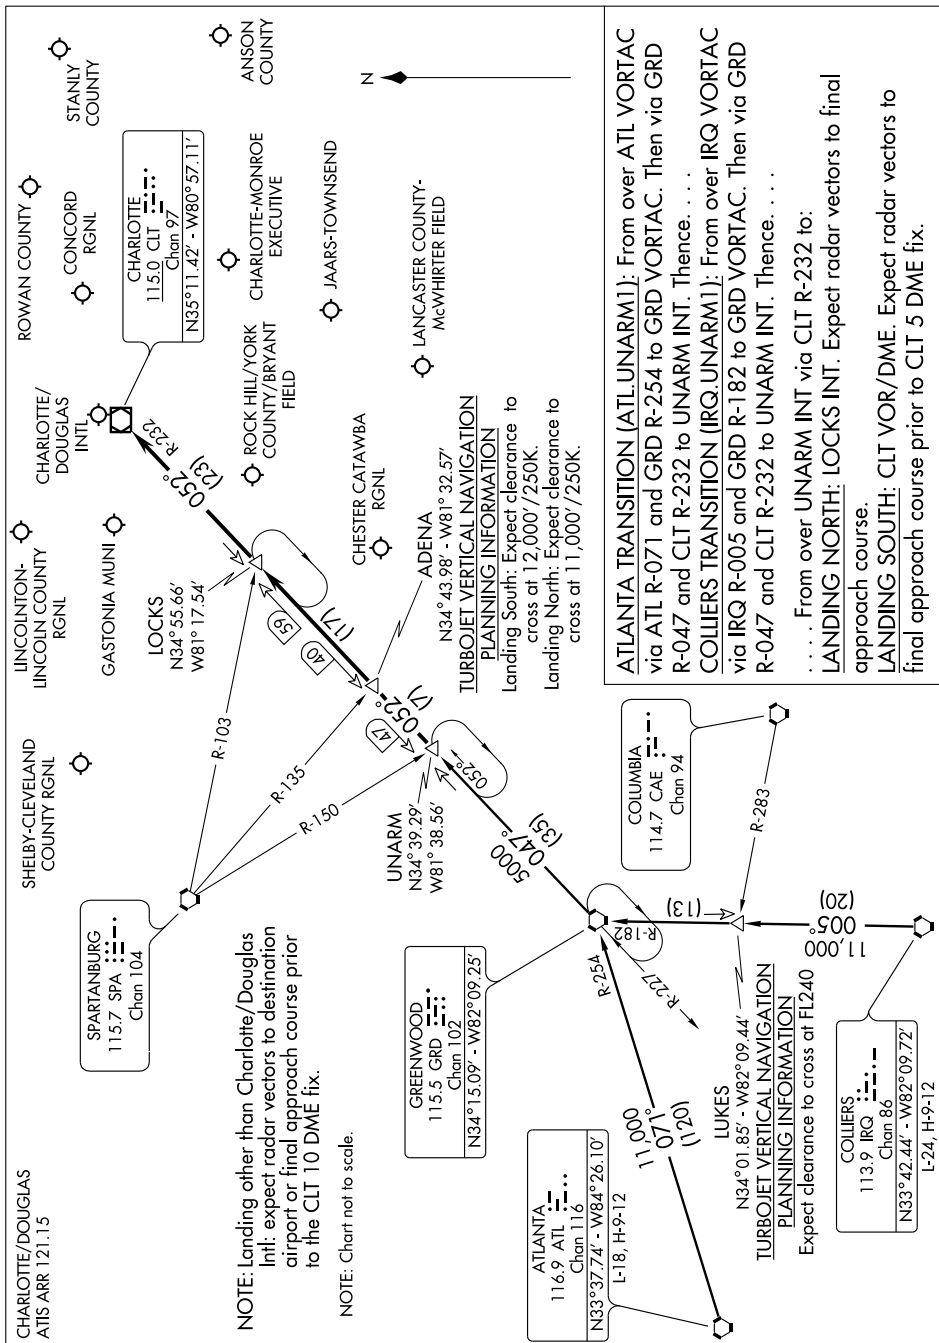 CHARLOTTE/DOUGLAS
ATIS ARR 121.15
SHELBY-CLEVELAND
COUNTY RGNL
LINCOLNTON-
LINCOLN COUNTY
RGNL
GASTONIA MUNI
CHARLOTTE/
DOUGLAS
INTL
ROWAN COUNTY
CONCORD
RGNL
STANLY
COUNTY
ANSON
COUNTY
CHARLOTTE
115.0 CLT
Chan 97
N35°11.42' - W80°57.11'
CHARLOTTE-MONROE
EXECUTIVE
JAARS-TOWNSEND
LANCASTER COUNTY-
McWHIRTER FIELD
ROCK HILL/YORK
COUNTY/BRYANT
FIELD
CHESTER CATAWBA
RGNL
N
R-232
052°
(23)
LOCKS
N34°55.66'
W81°17.54'
59
40
(17)
ADENA
N34°43.98' - W81°32.57'
TURBOJET VERTICAL NAVIGATION
PLANNING INFORMATION
Landing South: Expect clearance to
cross at 12,000'/250K.
Landing North: Expect clearance to
cross at 11,000'/250K.
R-103
R-135
R-150
SPARTANBURG
115.7 SPA
Chan 104
47
052°
(7)
052°
UNARM
N34°39.29'
W81°38.56'
5000
047°
(35)
NOTE: Landing other than Charlotte/Douglas
Intl: expect radar vectors to destination
airport or final approach course prior
to the CLT 10 DME fix.
NOTE: Chart not to scale.
GREENWOOD
115.5 GRD
Chan 102
N34°15.09' - W82°09.25'
R-254
R-182
R-227
(13)
COLUMBIA
114.7 CAE
Chan 94
R-283
11,000
005°
(20)
11,000
071°
(120)
ATLANTA
116.9 ATL
Chan 116
N33°37.74' - W84°26.10'
L-18, H-9-12
LUKES
N34°01.85' - W82°09.44'
TURBOJET VERTICAL NAVIGATION
PLANNING INFORMATION
Expect clearance to cross at FL240
COLLIERS
113.9 IRQ
Chan 86
N33°42.44' - W82°09.72'
L-24, H-9-12
ATLANTA TRANSITION (ATL.UNARM1): From over ATL VORTAC
via ATL R-071 and GRD R-254 to GRD VORTAC. Then via GRD
R-047 and CLT R-232 to UNARM INT. Thence. . . .
COLLIERS TRANSITION (IRQ.UNARM1): From over IRQ VORTAC
via IRQ R-005 and GRD R-182 to GRD VORTAC. Then via GRD
R-047 and CLT R-232 to UNARM INT. Thence . . . .
. . . . From over UNARM INT via CLT R-232 to:
LANDING NORTH: LOCKS INT. Expect radar vectors to final
approach course.
LANDING SOUTH: CLT VOR/DME. Expect radar vectors to
final approach course prior to CLT 5 DME fix.